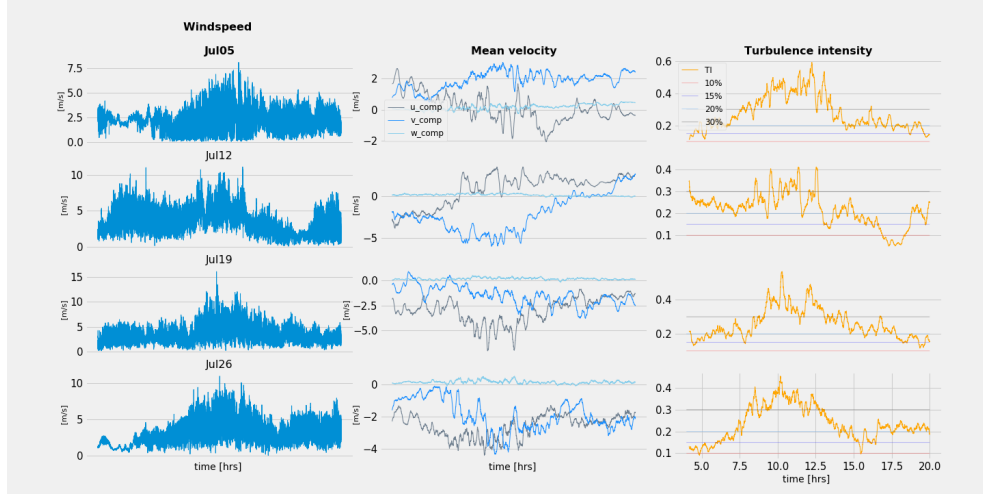 Windspeed
Jul05
Mean velocity
Turbulence intensity
[m/s]
7.5
5.0
2.5
0.0
[m/s]
2
0
−2
u_comp
v_comp
w_comp
0.6
0.4
0.2
TI
10%
15%
20%
30%
Jul12
[m/s]
10
5
0
[m/s]
0
−5
0.4
0.3
0.2
0.1
Jul19
[m/s]
15
10
5
0
[m/s]
0.0
−2.5
−5.0
0.4
0.2
Jul26
[m/s]
10
5
0
[m/s]
0
−2
−4
0.4
0.3
0.2
0.1
5.0 7.5 10.0 12.5 15.0 17.5 20.0
time [hrs]
time [hrs]
time [hrs]